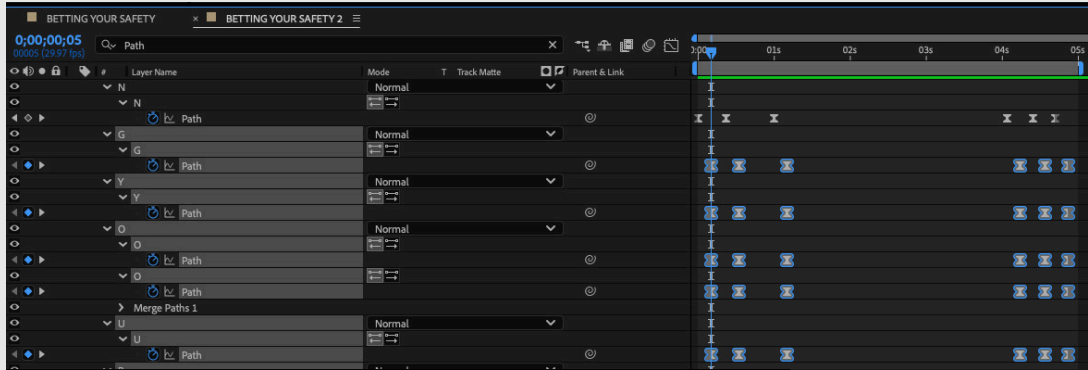 BETTING YOUR SAFETY × BETTING YOUR SAFETY 2
0;00;00;05 Path ×
00005 (29.97 fps)
0:00 01s 02s 03s 04s 05s
# Layer Name Mode T Track Matte Parent & Link
N Normal
N
Path
G Normal
G
Path
Y Normal
Y
Path
O Normal
O
Path
O
Path
Merge Paths 1
U Normal
U
Path